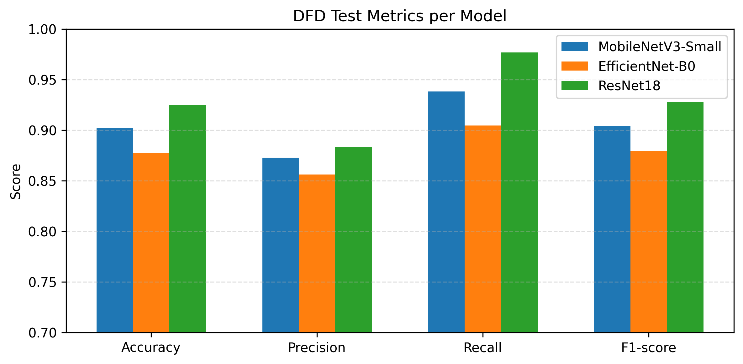 DFD Test Metrics per Model
MobileNetV3-Small
EfficientNet-B0
ResNet18
Score
1.00
0.95
0.90
0.85
0.80
0.75
0.70
Accuracy Precision Recall F1-score